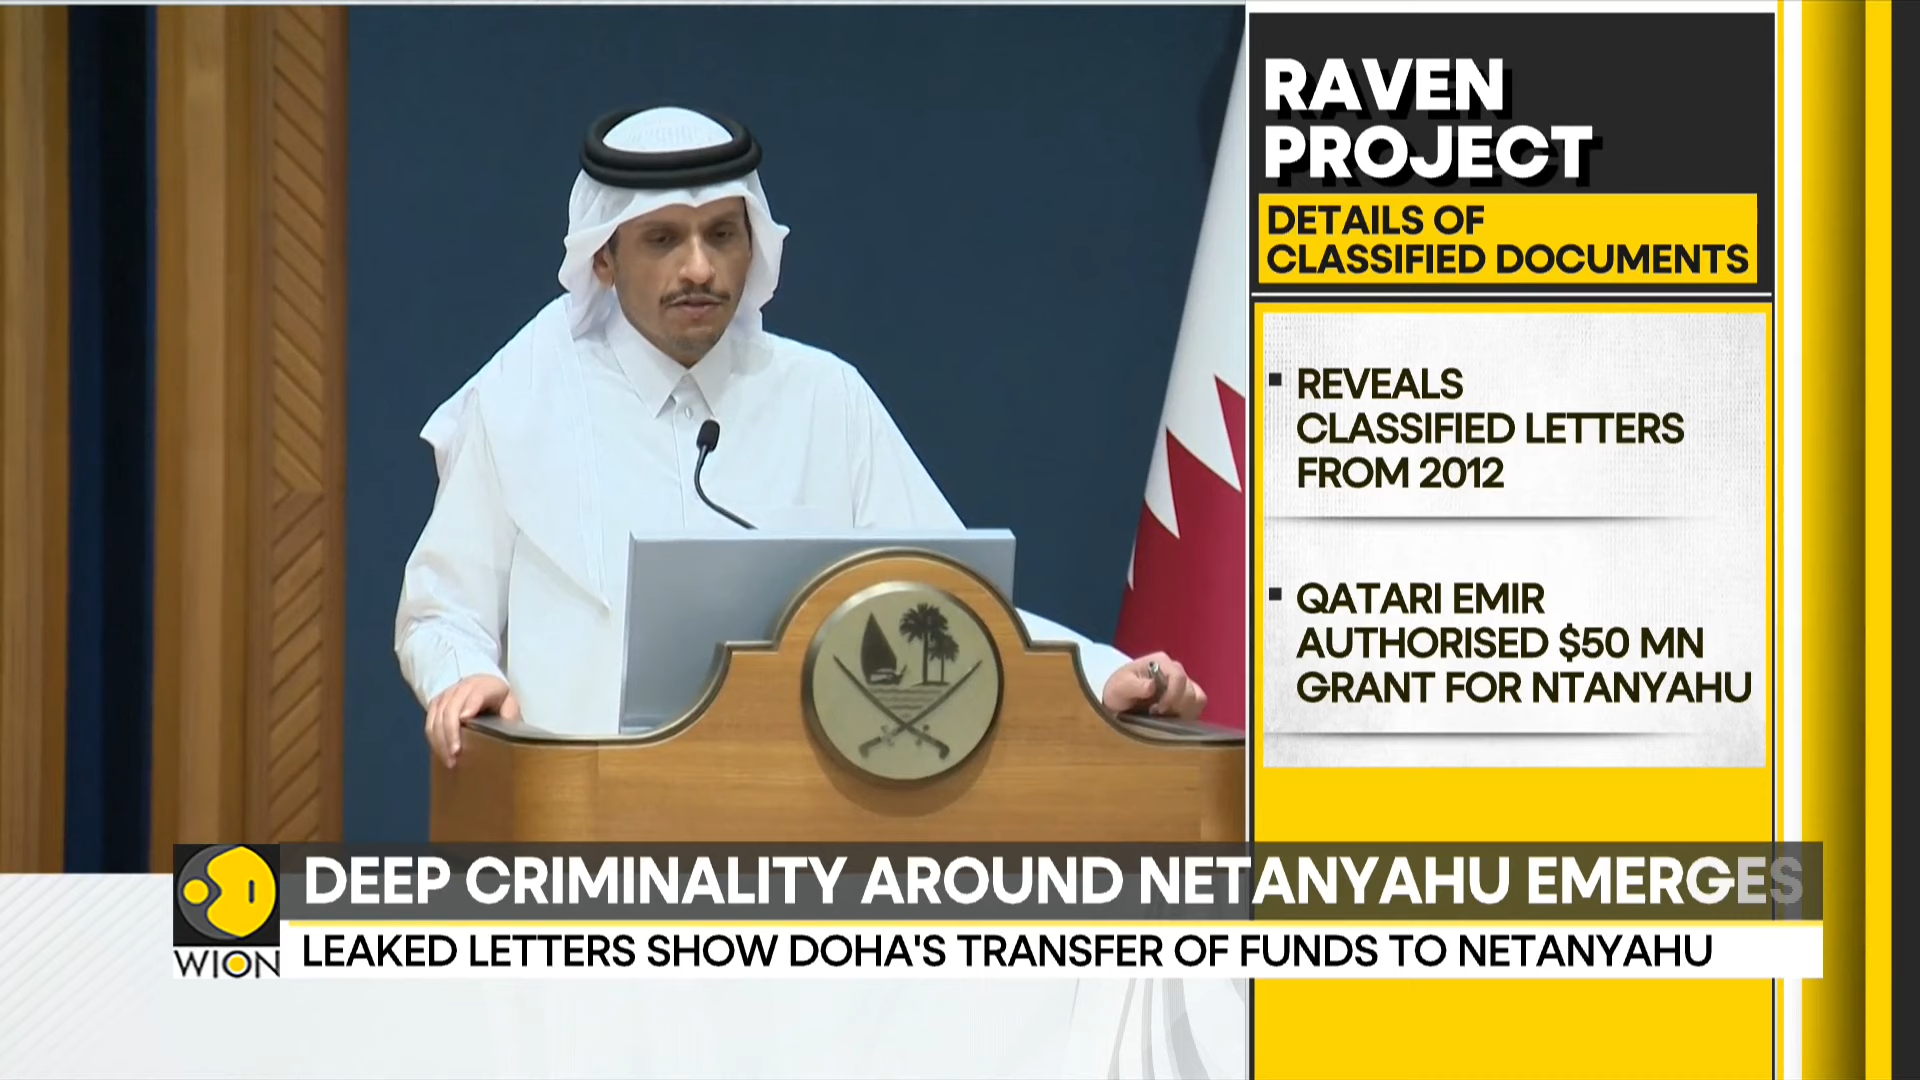 RAVEN
PROJECT
DETAILS OF
CLASSIFIED DOCUMENTS
REVEALS
CLASSIFIED LETTERS
FROM 2012
QATARI EMIR
AUTHORISED $50 MN
GRANT FOR NTANYAHU
DEEP CRIMINALITY AROUND NETANYAHU EMERGES
LEAKED LETTERS SHOW DOHA'S TRANSFER OF FUNDS TO NETANYAHU
WION